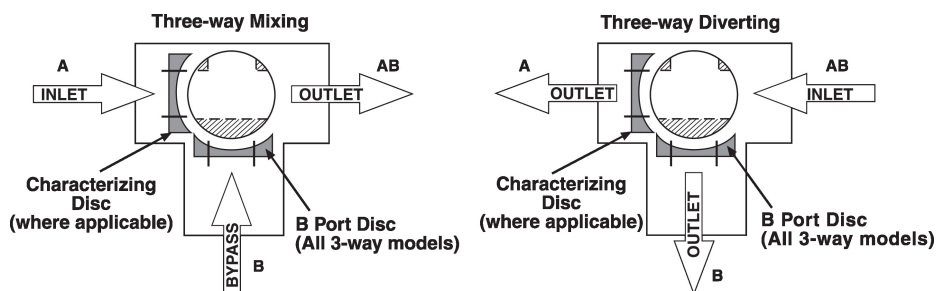 Three-way Mixing
A
INLET
AB
OUTLET
Characterizing
Disc
(where applicable)
BYPASS
B
B Port Disc
(All 3-way models)
Three-way Diverting
A
OUTLET
AB
INLET
Characterizing
Disc
(where applicable)
OUTLET
B
B Port Disc
(All 3-way models)